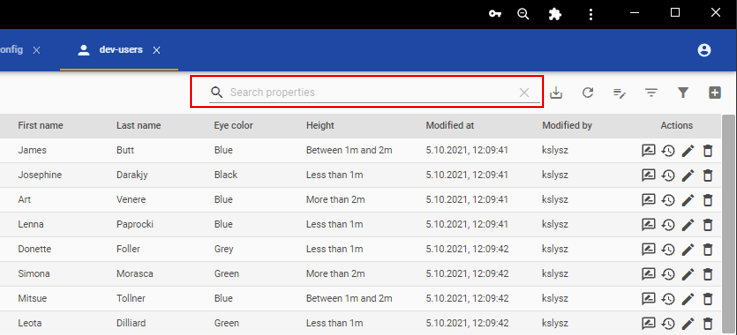 onfig
dev-users
Search properties
First name Last name Eye color Height Modified at Modified by Actions
James Butt Blue Between 1m and 2m 5.10.2021, 12:09:41 kslysz
Josephine Darakjy Black Less than 1m 5.10.2021, 12:09:41 kslysz
Art Venere Blue More than 2m 5.10.2021, 12:09:41 kslysz
Lenna Paprocki Blue Less than 1m 5.10.2021, 12:09:41 kslysz
Donette Foller Grey Less than 1m 5.10.2021, 12:09:42 kslysz
Simona Morasca Green More than 2m 5.10.2021, 12:09:42 kslysz
Mitsue Tollner Blue Between 1m and 2m 5.10.2021, 12:09:42 kslysz
Leota Dilliard Green Less than 1m 5.10.2021, 12:09:42 kslysz